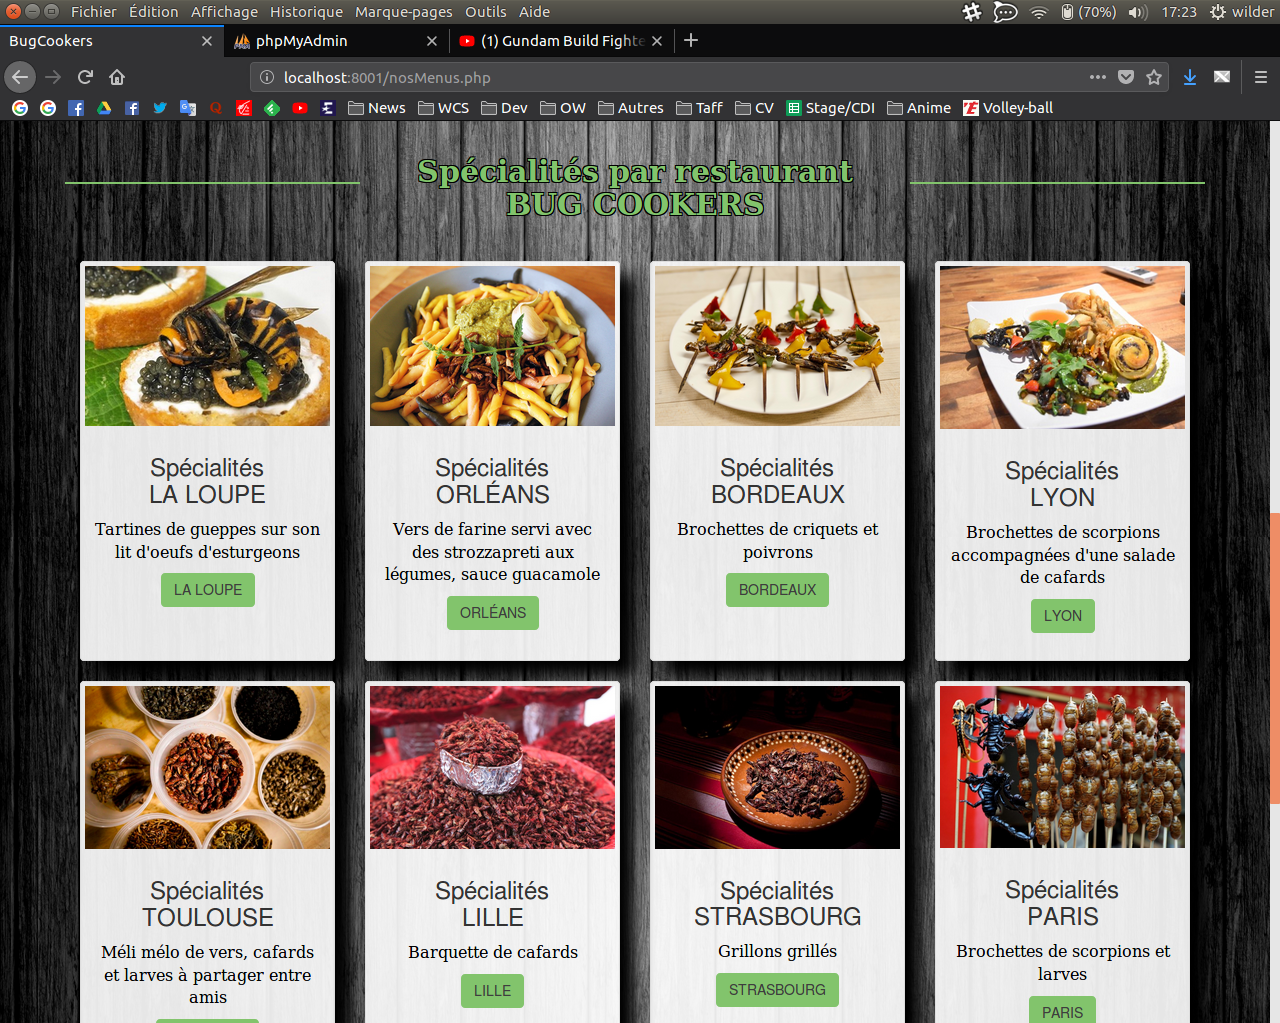 Fichier Édition Affichage Historique Marque-pages Outils Aide (70%) 17:23 wilder
BugCookers phpMyAdmin (1) Gundam Build Fighte
localhost:8001/nosMenus.php
News WCS Dev OW Autres Taff CV Stage/CDI Anime Volley-ball
Spécialités par restaurant
BUG COOKERS
Spécialités
LA LOUPE
Tartines de gueppes sur son
lit d'oeufs d'esturgeons
LA LOUPE
Spécialités
ORLÉANS
Vers de farine servi avec
des strozzapreti aux
légumes, sauce guacamole
ORLÉANS
Spécialités
BORDEAUX
Brochettes de criquets et
poivrons
BORDEAUX
Spécialités
LYON
Brochettes de scorpions
accompagnées d'une salade
de cafards
LYON
Spécialités
TOULOUSE
Méli mélo de vers, cafards
et larves à partager entre
amis
Spécialités
LILLE
Barquette de cafards
LILLE
Spécialités
STRASBOURG
Grillons grillés
STRASBOURG
Spécialités
PARIS
Brochettes de scorpions et
larves
PARIS